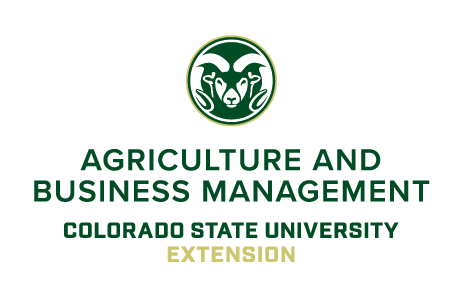 AGRICULTURE AND
BUSINESS MANAGEMENT
COLORADO STATE UNIVERSITY
EXTENSION